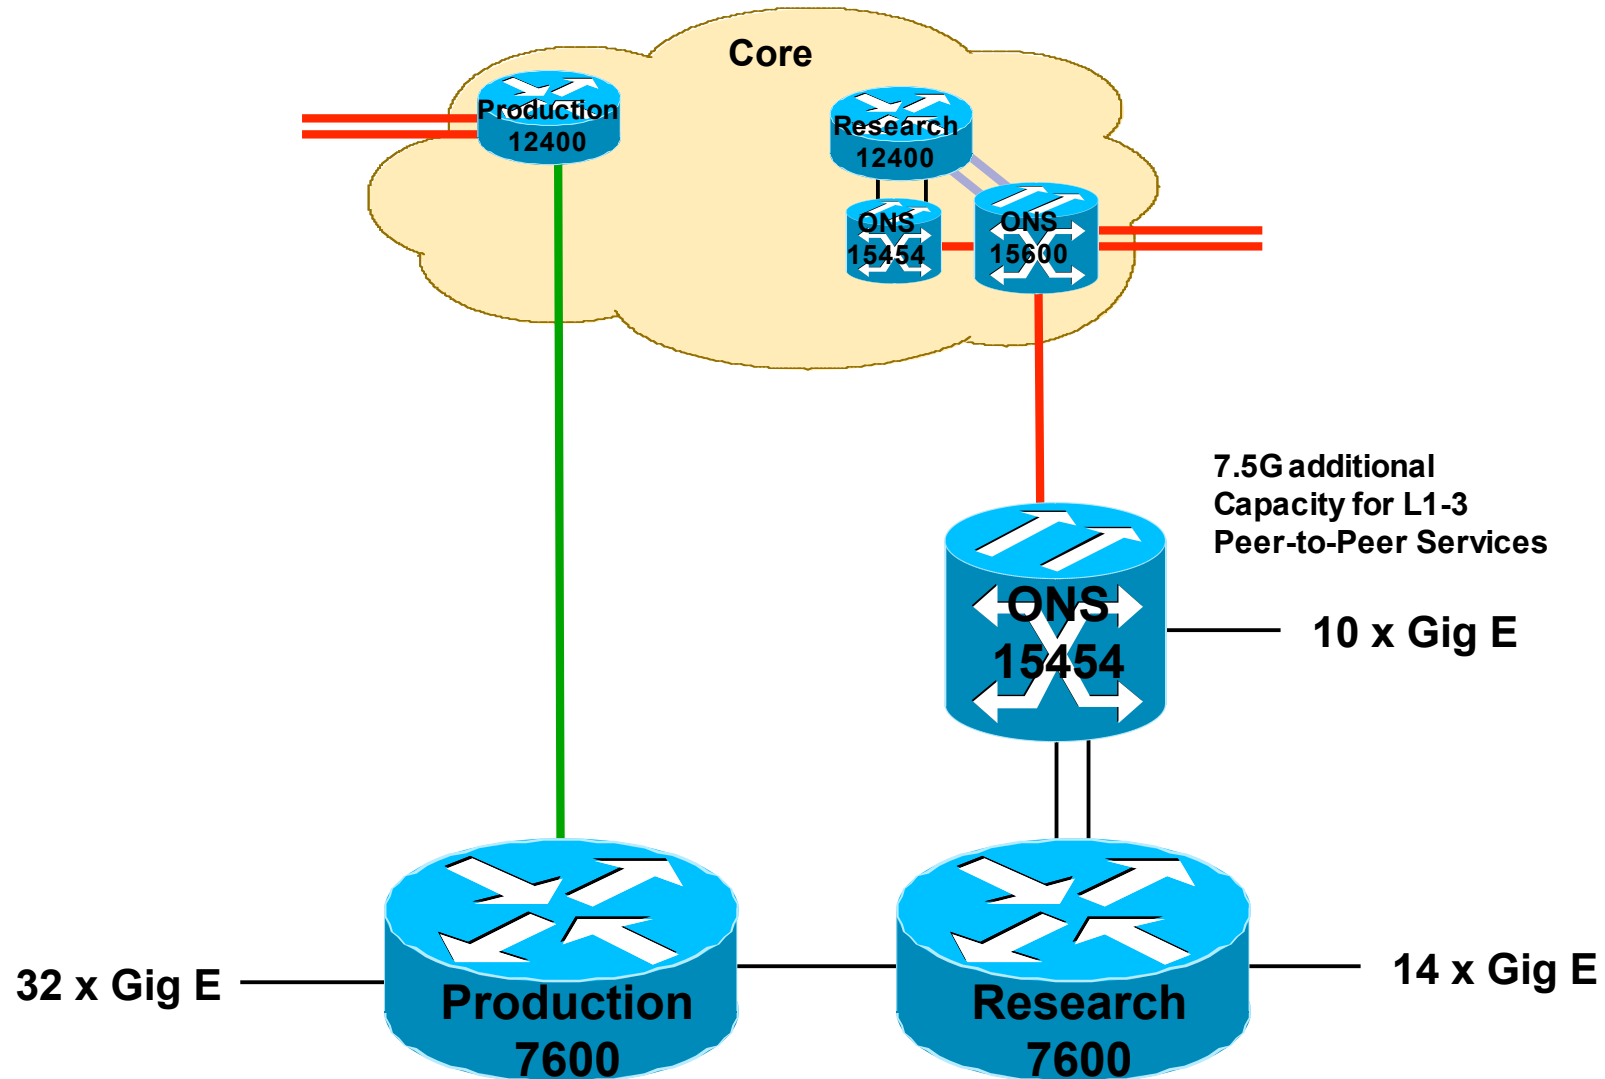 Core
Production
12400
Research
12400
ONS
15454
ONS
15600
7.5G additional
Capacity for L1-3
Peer-to-Peer Services
ONS
15454
10 x Gig E
32 x Gig E
Production
7600
Research
7600
14 x Gig E